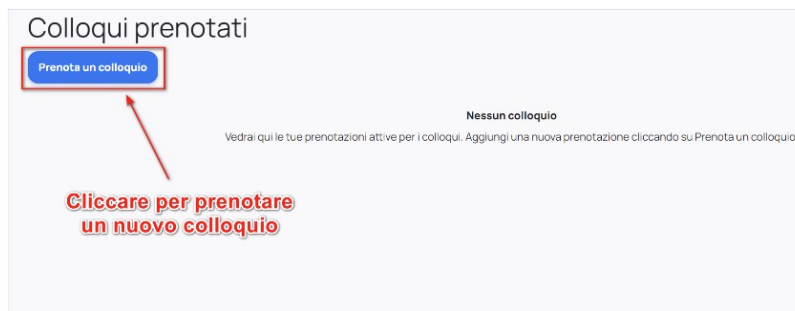 Colloqui prenotati
Prenota un colloquio
Nessun colloquio
Vedrai qui le tue prenotazioni attive per i colloqui. Aggiungi una nuova prenotazione cliccando su Prenota un colloquio
Cliccare per prenotare
un nuovo colloquio